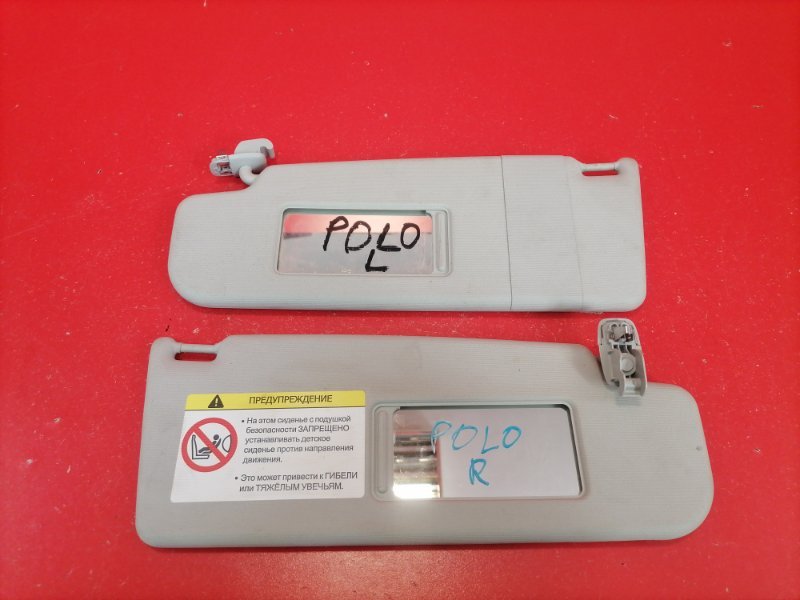 POLO
L
ПРЕДУПРЕЖДЕНИЕ
• На этом сиденье с подушкой
безопасности ЗАПРЕЩЕНО
устанавливать детское
сиденье против направления
движения.
• Это может привести к ГИБЕЛИ
или ТЯЖЁЛЫМ УВЕЧЬЯМ.
POLO
R